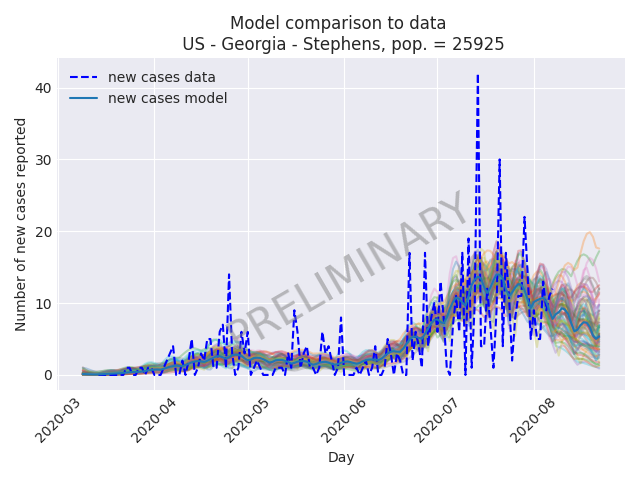 Model comparison to data
US - Georgia - Stephens, pop. = 25925
new cases data
new cases model
PRELIMINARY
Number of new cases reported
40
30
20
10
0
2020-03
2020-04
2020-05
2020-06
2020-07
2020-08
Day